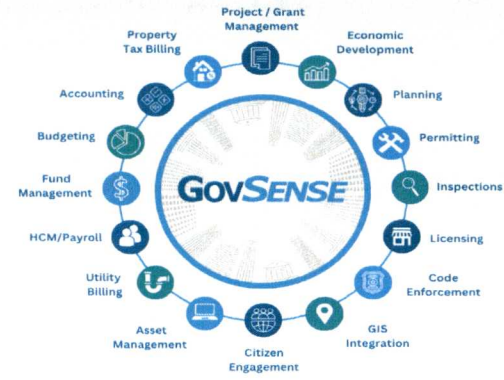 Project / Grant
Management
Economic
Development
Planning
Permitting
Inspections
Licensing
Code
Enforcement
GIS
Integration
Citizen
Engagement
Asset
Management
Utility
Billing
HCM/Payroll
Fund
Management
Budgeting
Accounting
Property
Tax Billing
GOVSENSE